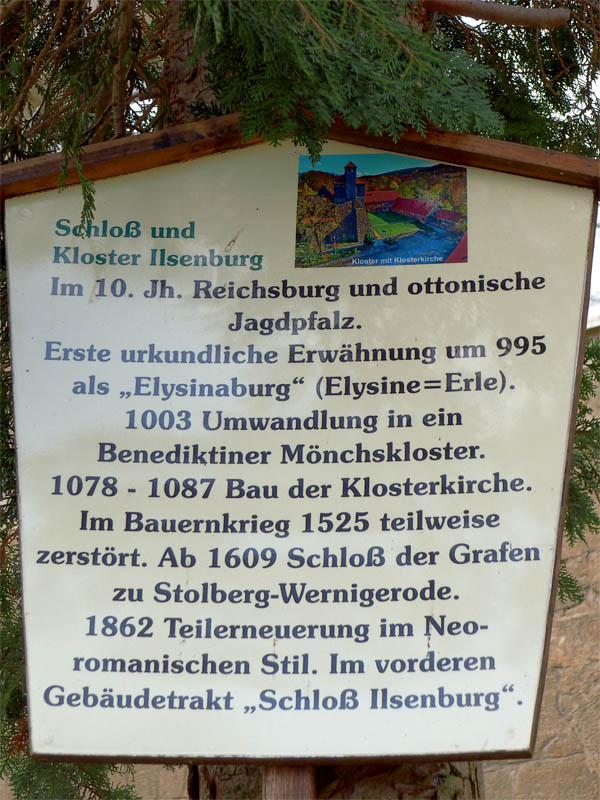 Schloß und
Kloster Ilsenburg
Kloster mit Klosterkirche
Im 10. Jh. Reichsburg und ottonische
Jagdpfalz.
Erste urkundliche Erwähnung um 995
als „Elysinaburg“ (Elysine=Erle).
1003 Umwandlung in ein
Benediktiner Mönchskloster.
1078 - 1087 Bau der Klosterkirche.
Im Bauernkrieg 1525 teilweise
zerstört. Ab 1609 Schloß der Grafen
zu Stolberg-Wernigerode.
1862 Teilerneuerung im Neo-
romanischen Stil. Im vorderen
Gebäudetrakt „Schloß Ilsenburg“.